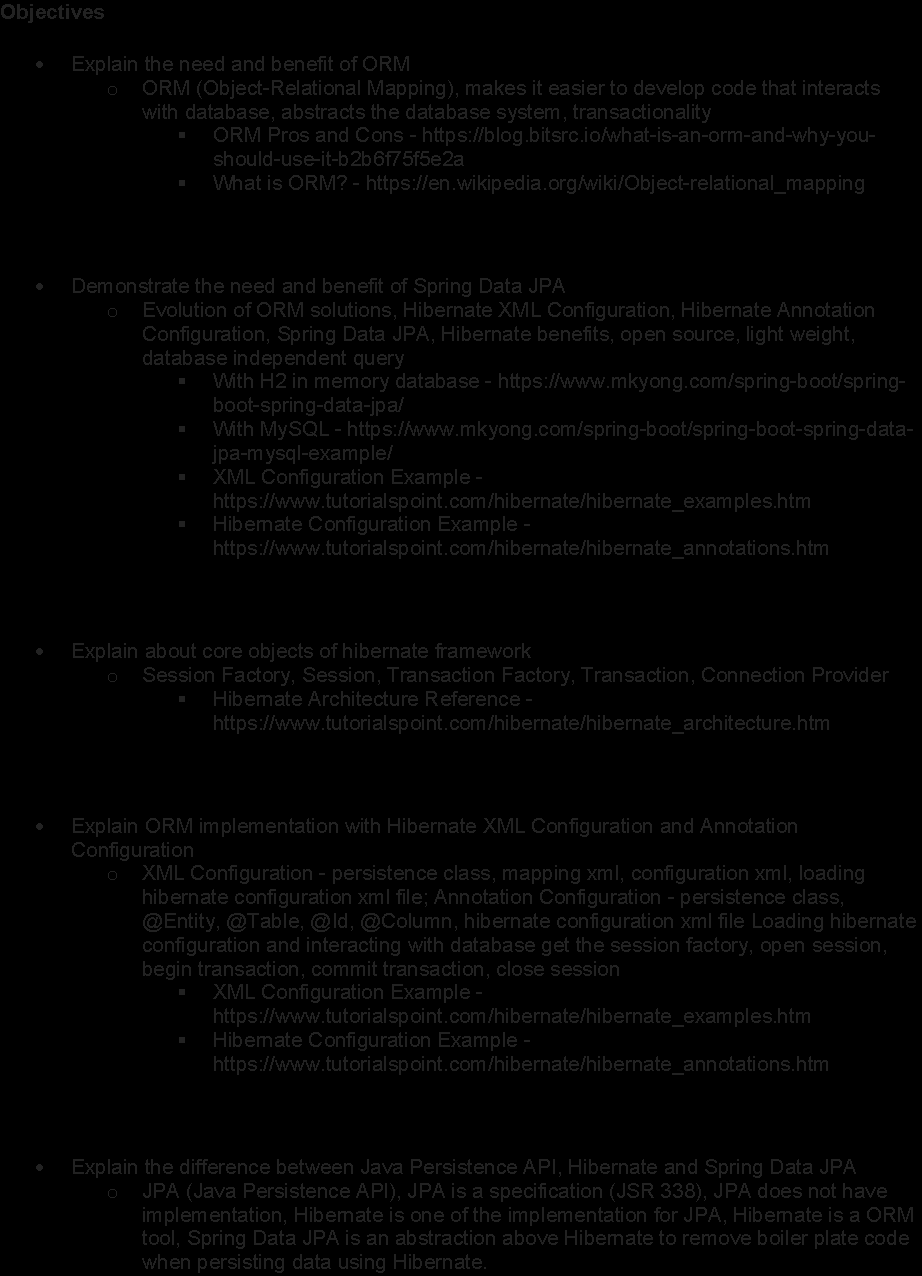 Objectives
• Explain the need and benefit of ORM
o ORM (Object-Relational Mapping), makes it easier to develop code that interacts
with database, abstracts the database system, transactionality
▪ ORM Pros and Cons - https://blog.bitsrc.io/what-is-an-orm-and-why-you-
should-use-it-b2b6f75f5e2a
▪ What is ORM? - https://en.wikipedia.org/wiki/Object-relational_mapping
• Demonstrate the need and benefit of Spring Data JPA
o Evolution of ORM solutions, Hibernate XML Configuration, Hibernate Annotation
Configuration, Spring Data JPA, Hibernate benefits, open source, light weight,
database independent query
▪ With H2 in memory database - https://www.mkyong.com/spring-boot/spring-
boot-spring-data-jpa/
▪ With MySQL - https://www.mkyong.com/spring-boot/spring-boot-spring-data-
jpa-mysql-example/
▪ XML Configuration Example -
https://www.tutorialspoint.com/hibernate/hibernate_examples.htm
▪ Hibernate Configuration Example -
https://www.tutorialspoint.com/hibernate/hibernate_annotations.htm
• Explain about core objects of hibernate framework
o Session Factory, Session, Transaction Factory, Transaction, Connection Provider
▪ Hibernate Architecture Reference -
https://www.tutorialspoint.com/hibernate/hibernate_architecture.htm
• Explain ORM implementation with Hibernate XML Configuration and Annotation
Configuration
o XML Configuration - persistence class, mapping xml, configuration xml, loading
hibernate configuration xml file; Annotation Configuration - persistence class,
@Entity, @Table, @Id, @Column, hibernate configuration xml file Loading hibernate
configuration and interacting with database get the session factory, open session,
begin transaction, commit transaction, close session
▪ XML Configuration Example -
https://www.tutorialspoint.com/hibernate/hibernate_examples.htm
▪ Hibernate Configuration Example -
https://www.tutorialspoint.com/hibernate/hibernate_annotations.htm
• Explain the difference between Java Persistence API, Hibernate and Spring Data JPA
o JPA (Java Persistence API), JPA is a specification (JSR 338), JPA does not have
implementation, Hibernate is one of the implementation for JPA, Hibernate is a ORM
tool, Spring Data JPA is an abstraction above Hibernate to remove boiler plate code
when persisting data using Hibernate.